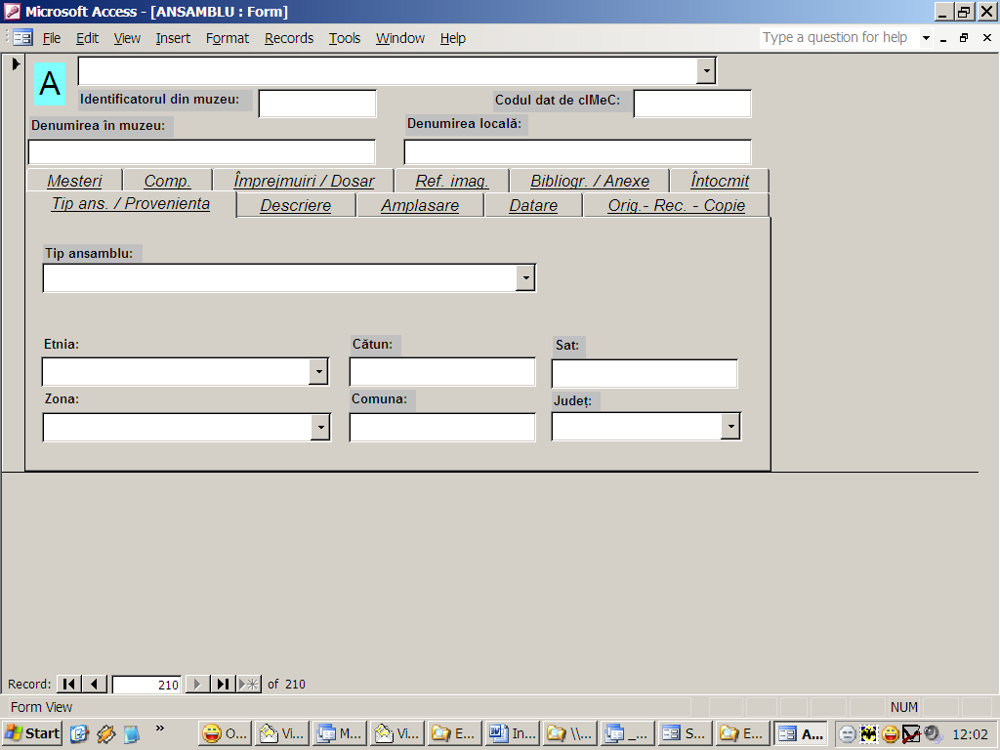 Microsoft Access - [ANSAMBLU : Form]
File Edit View Insert Format Records Tools Window Help
Type a question for help
A
Identificatorul din muzeu:
Codul dat de cIMeC:
Denumirea în muzeu:
Denumirea locală:
Mesteri
Comp.
Împrejmuiri / Dosar
Ref. imag.
Bibliogr. / Anexe
Întocmit
Tip ans. / Provenienta
Descriere
Amplasare
Datare
Orig.- Rec. - Copie
Tip ansamblu:
Etnia:
Cătun:
Sat:
Zona:
Comuna:
Județ:
Record: 210 of 210
Form View
NUM
Start
»
O...
Vi...
M...
Vi...
E...
In...
\\...
_...
S...
E...
A...
12:02